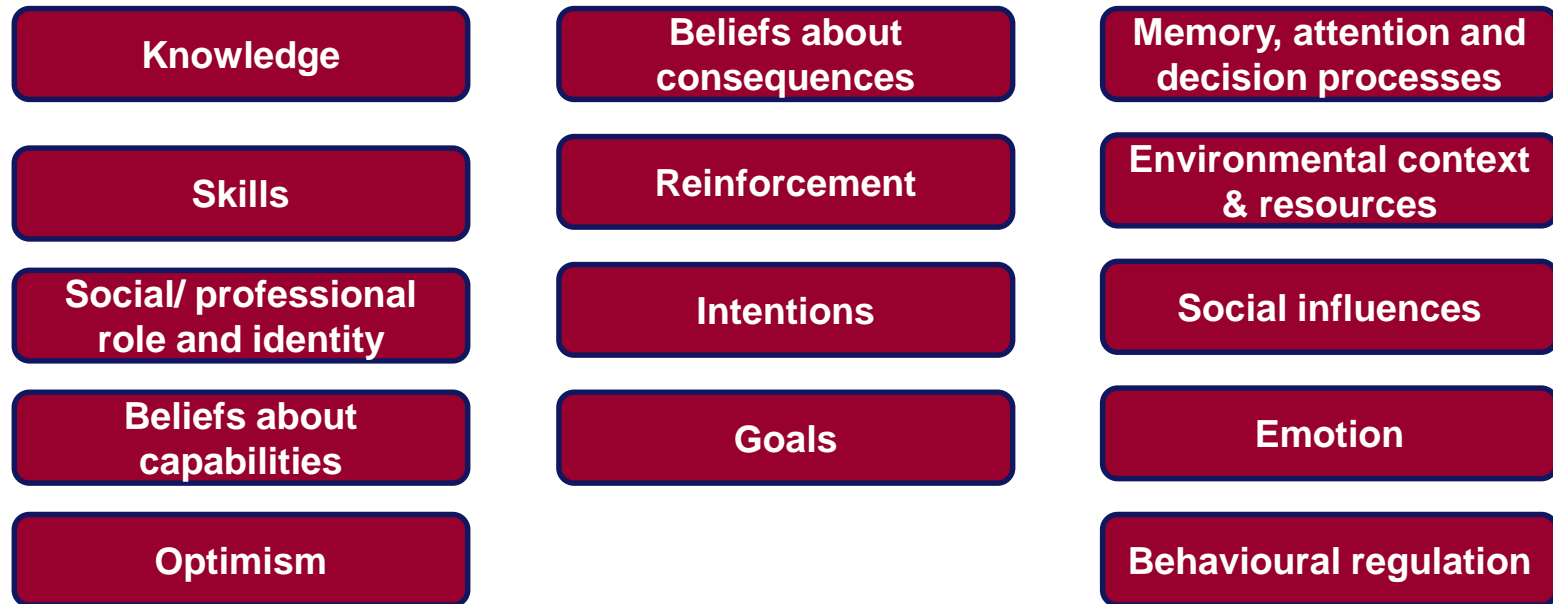 Knowledge
Skills
Social/ professional
role and identity
Beliefs about
capabilities
Optimism
Beliefs about
consequences
Reinforcement
Intentions
Goals
Memory, attention and
decision processes
Environmental context
& resources
Social influences
Emotion
Behavioural regulation